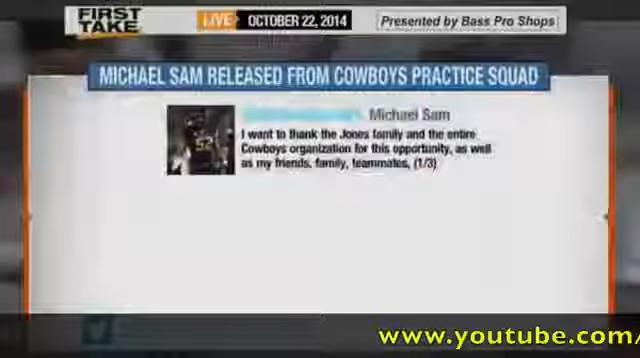 FIRST
TAKE
LIVE OCTOBER 22, 2014 Presented by Bass Pro Shops
MICHAEL SAM RELEASED FROM COWBOYS PRACTICE SQUAD
Michael Sam
I want to thank the Jones family and the entire
Cowboys organization for this opportunity, as well
as my friends, family, teammates, (1/3)
www.youtube.com/